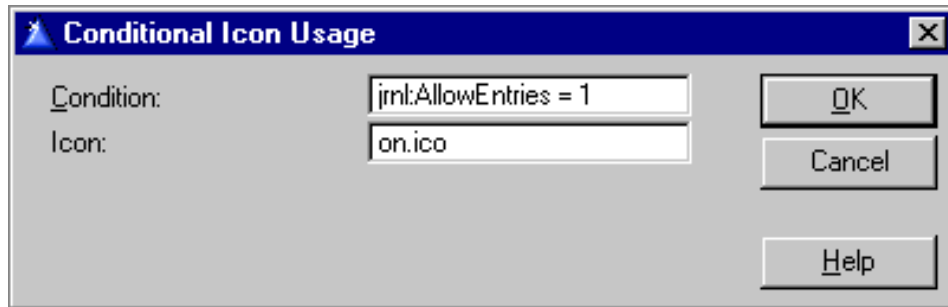 Conditional Icon Usage
Condition: jrnl:AllowEntries = 1 OK
Icon: on.ico
Cancel
Help